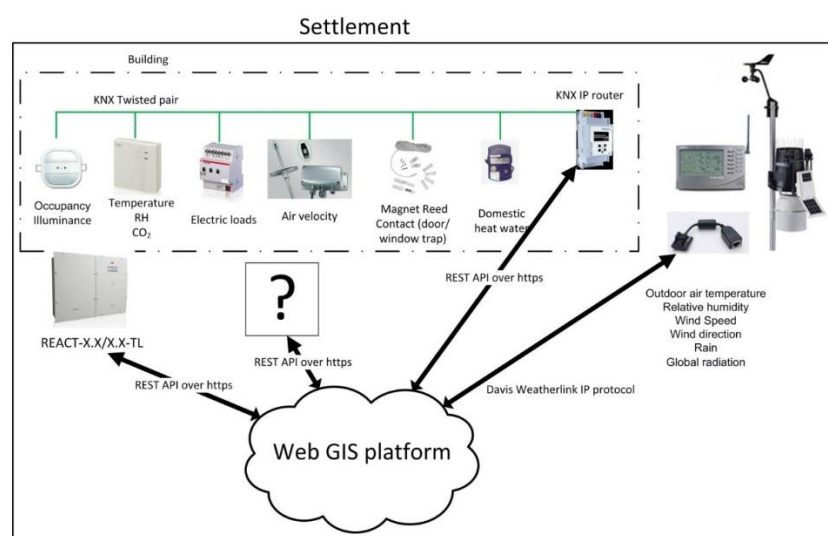 Settlement
Building
KNX Twisted pair
KNX IP router
Occupancy
Illuminance
Temperature
RH
CO₂
Electric loads
Air velocity
Magnet Reed
Contact (door/
window trap)
Domestic
heat water
REST API over https
Outdoor air temperature
Relative humidity
Wind Speed
Wind direction
Rain
Global radiation
?
REACT-X.X/X.X-TL
REST API over https
REST API over https
Davis Weatherlink IP protocol
Web GIS platform